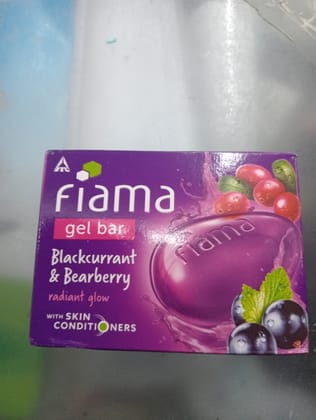 ITC
fiama
gel bar
Blackcurrant
& Bearberry
radiant glow
WITH SKIN
CONDITIONERS
fiama